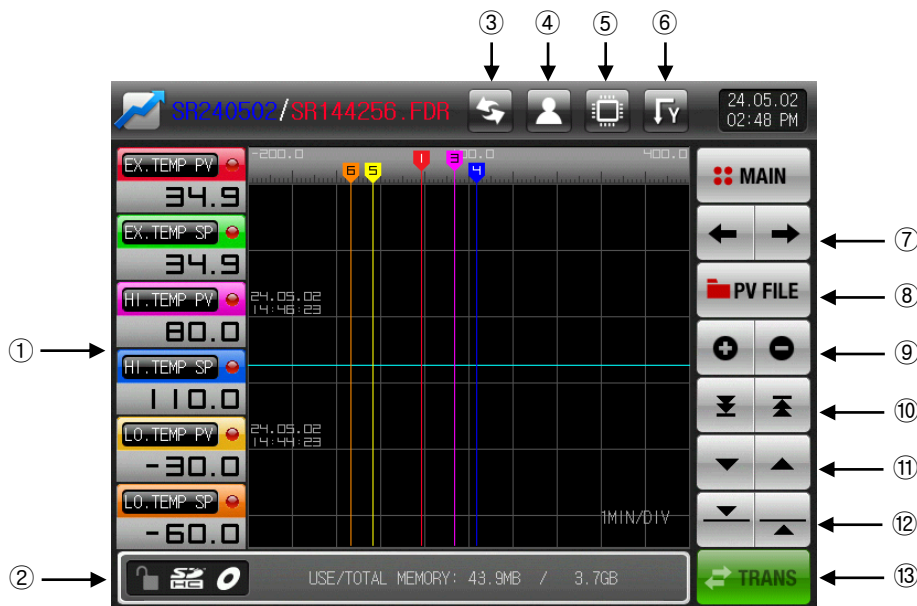 ③ ④ ⑤ ⑥
SR240502/SR144256.FDR
24.05.02
02:48 PM
EX.TEMP PV
34.9
EX.TEMP SP
34.9
HI.TEMP PV
80.0
HI.TEMP SP
110.0
LO.TEMP PV
-30.0
LO.TEMP SP
-60.0
①
-200.0 400.0
6 5 1 3 4
24.05.02
14:46:23
24.05.02
14:44:23
1MIN/DIV
MAIN
⑦
PV FILE ⑧
⑨
⑩
⑪
⑫
② SD HC USE/TOTAL MEMORY: 43.9MB / 3.7GB
TRANS ⑬
Y